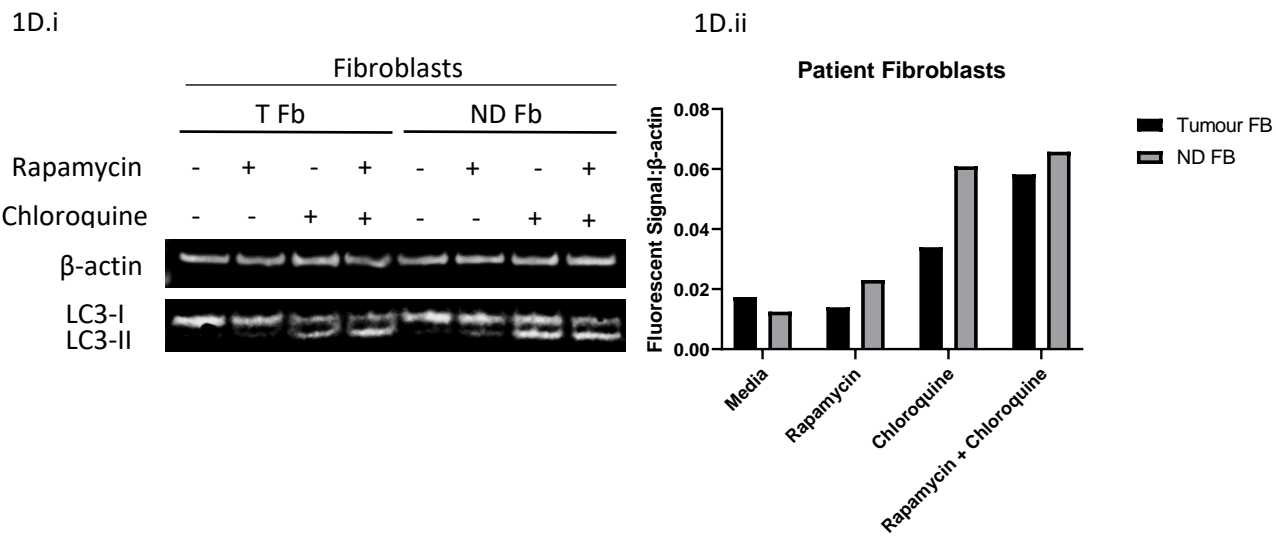 1D.i
Fibroblasts
T Fb ND Fb
Rapamycin - + - + - + - +
Chloroquine - - + + - - + +
β-actin
LC3-I
LC3-II
1D.ii
Patient Fibroblasts
Fluorescent Signal:β-actin
0.08
0.06
0.04
0.02
0.00
Media
Rapamycin
Chloroquine
Rapamycin + Chloroquine
Tumour FB
ND FB